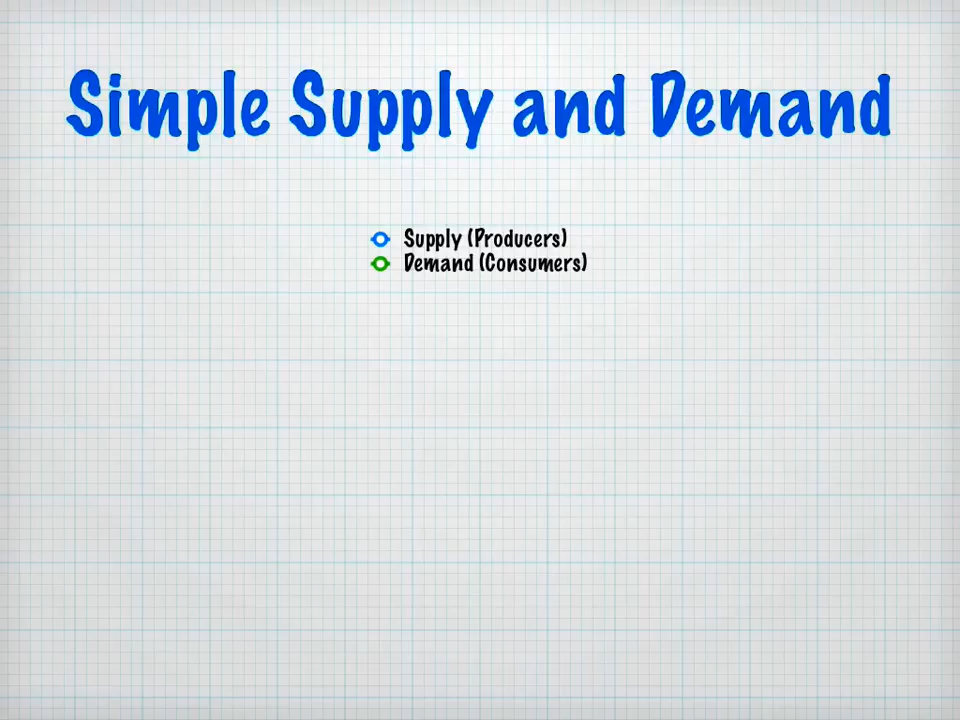 Simple Supply and Demand
Supply (Producers)
Demand (Consumers)